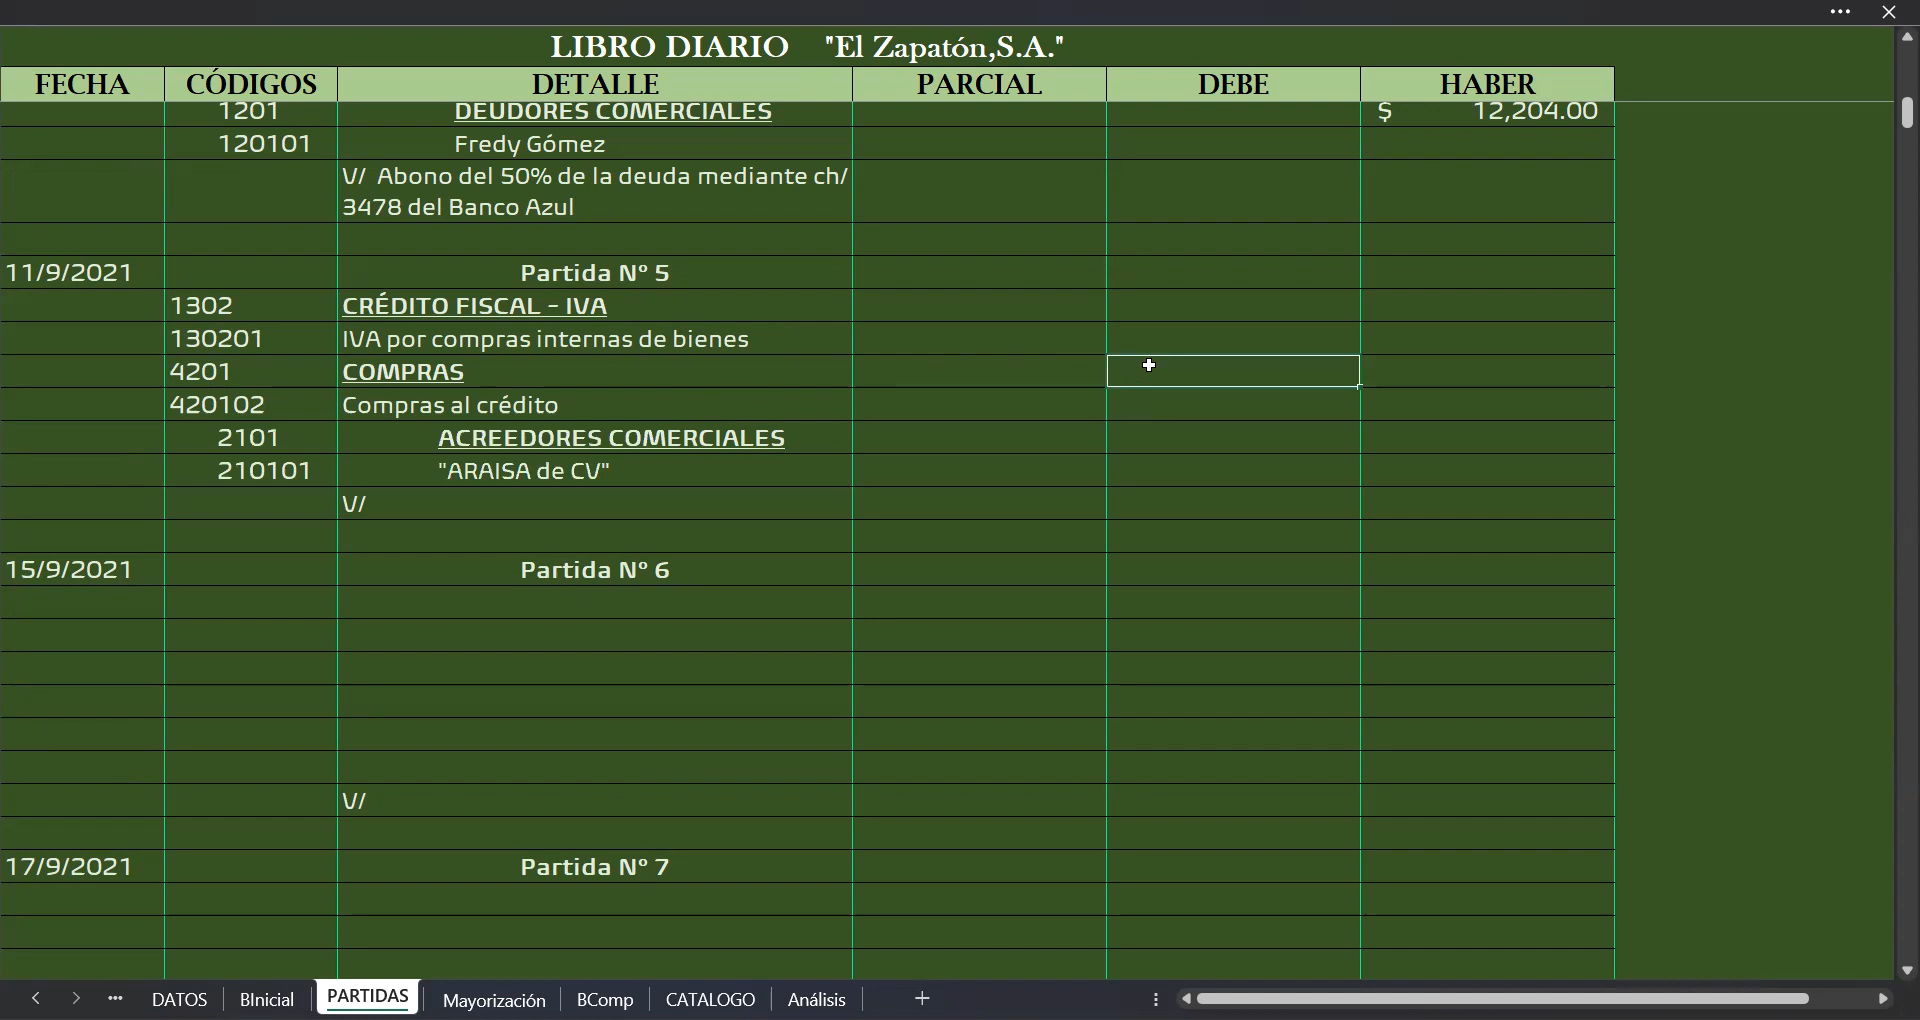 LIBRO DIARIO "El Zapatón,S.A."
FECHA CÓDIGOS DETALLE PARCIAL DEBE HABER
1201 DEUDORES COMERCIALES $ 12,204.00
120101 Fredy Gómez
V/ Abono del 50% de la deuda mediante ch/
3478 del Banco Azul
11/9/2021 Partida N° 5
1302 CRÉDITO FISCAL - IVA
130201 IVA por compras internas de bienes
4201 COMPRAS
420102 Compras al crédito
2101 ACREEDORES COMERCIALES
210101 "ARAISA de CV"
V/
15/9/2021 Partida N° 6
V/
17/9/2021 Partida N° 7
DATOS BInicial PARTIDAS Mayorización BComp CATALOGO Análisis